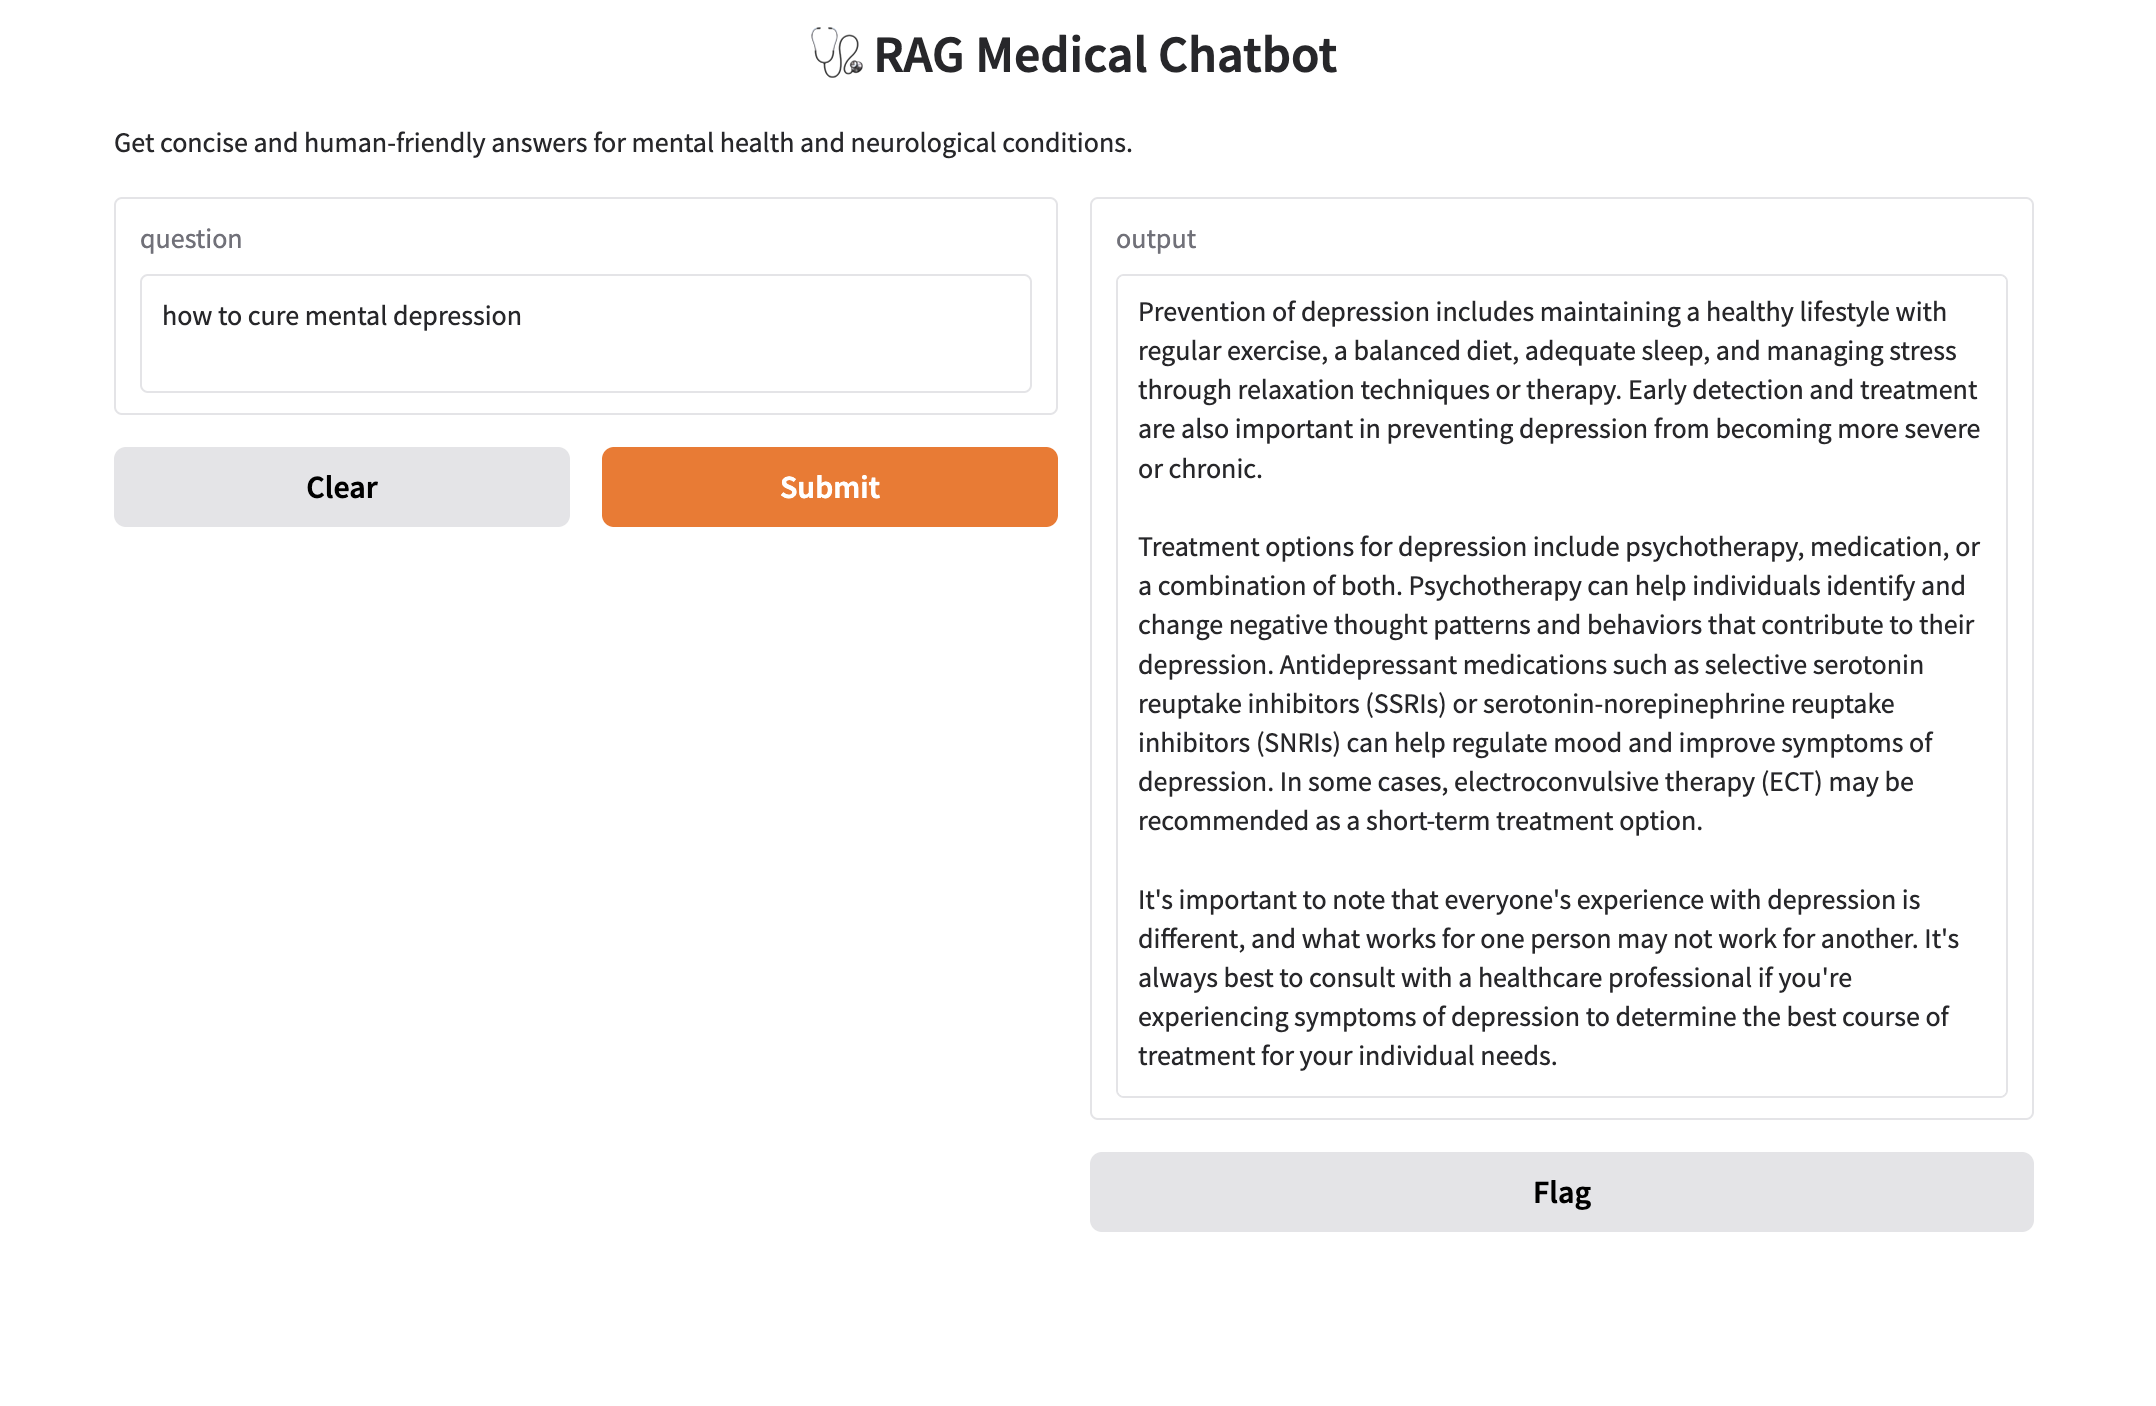 RAG Medical Chatbot
Get concise and human-friendly answers for mental health and neurological conditions.
question
how to cure mental depression
Clear
Submit
output
Prevention of depression includes maintaining a healthy lifestyle with
regular exercise, a balanced diet, adequate sleep, and managing stress
through relaxation techniques or therapy. Early detection and treatment
are also important in preventing depression from becoming more severe
or chronic.
Treatment options for depression include psychotherapy, medication, or
a combination of both. Psychotherapy can help individuals identify and
change negative thought patterns and behaviors that contribute to their
depression. Antidepressant medications such as selective serotonin
reuptake inhibitors (SSRIs) or serotonin-norepinephrine reuptake
inhibitors (SNRIs) can help regulate mood and improve symptoms of
depression. In some cases, electroconvulsive therapy (ECT) may be
recommended as a short-term treatment option.
It's important to note that everyone's experience with depression is
different, and what works for one person may not work for another. It's
always best to consult with a healthcare professional if you're
experiencing symptoms of depression to determine the best course of
treatment for your individual needs.
Flag